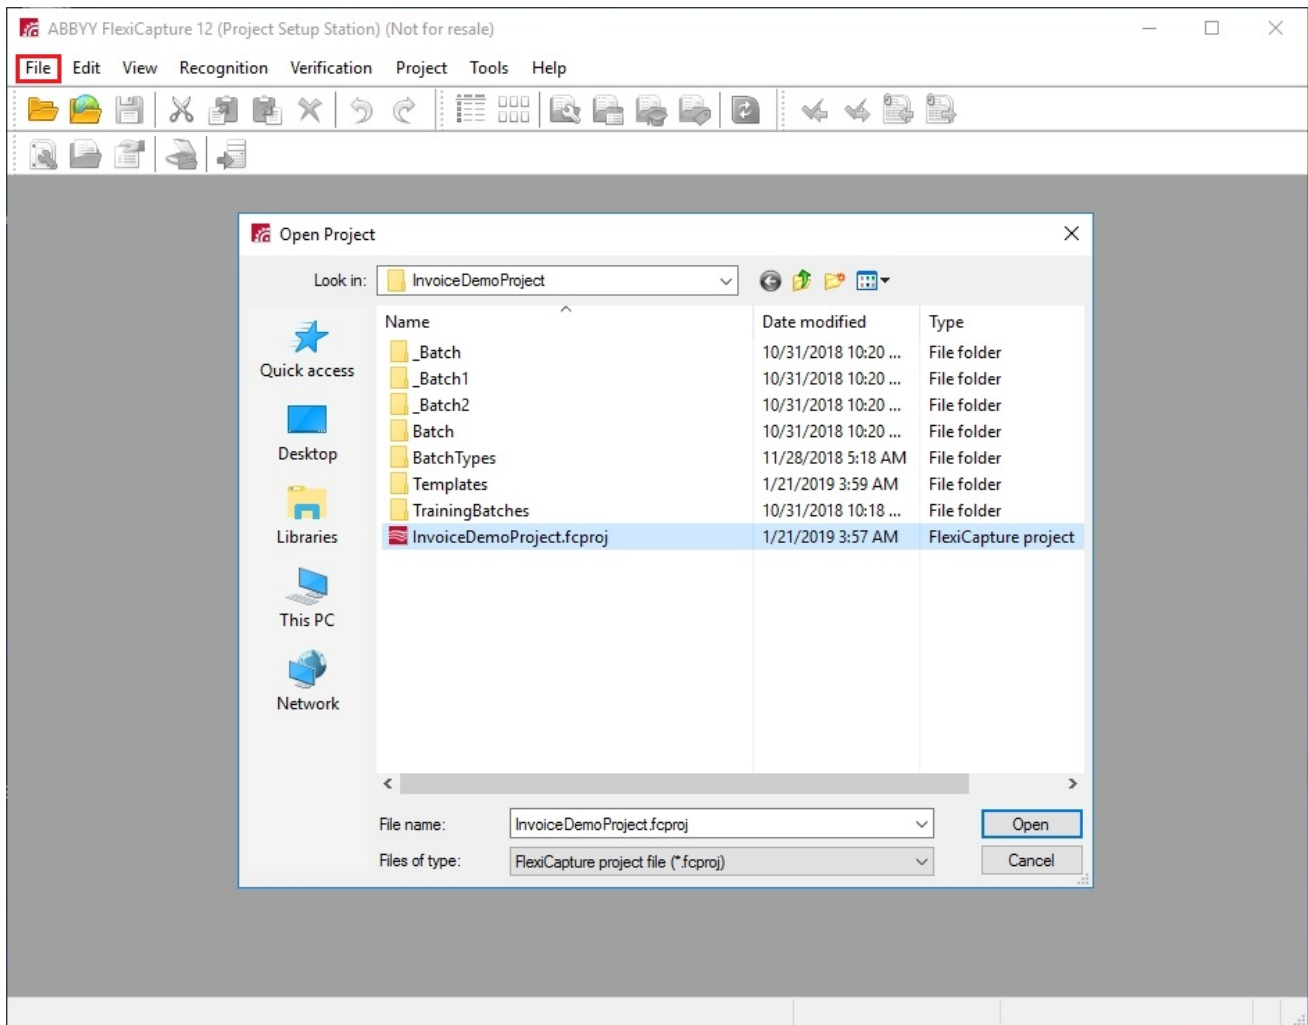 ABBYY FlexiCapture 12 (Project Setup Station) (Not for resale)
File Edit View Recognition Verification Project Tools Help
Open Project
Look in: InvoiceDemoProject
Name Date modified Type
_Batch 10/31/2018 10:20 ... File folder
_Batch1 10/31/2018 10:20 ... File folder
_Batch2 10/31/2018 10:20 ... File folder
Batch 10/31/2018 10:20 ... File folder
BatchTypes 11/28/2018 5:18 AM File folder
Templates 1/21/2019 3:59 AM File folder
TrainingBatches 10/31/2018 10:18 ... File folder
InvoiceDemoProject.fcproj 1/21/2019 3:57 AM FlexiCapture project
Quick access
Desktop
Libraries
This PC
Network
File name: InvoiceDemoProject.fcproj Open
Files of type: FlexiCapture project file (*.fcproj) Cancel